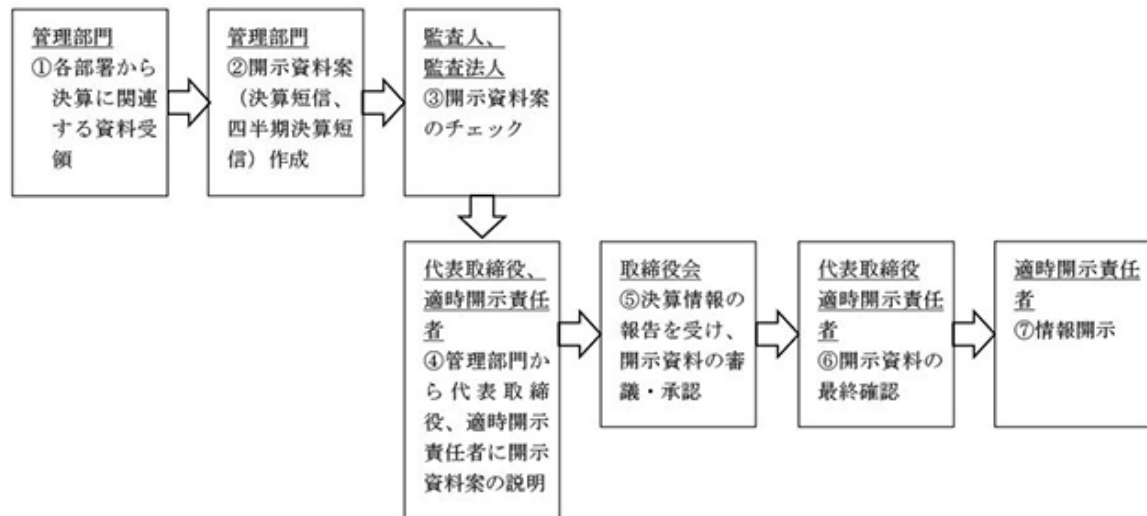 管理部門
①各部署から
決算に関連
する資料受
領
管理部門
②開示資料案
(決算短信、
四半期決算短
信)作成
監査人、
監査法人
③開示資料案
のチェック
代表取締役、
適時開示責任
者
④管理部門か
ら代表取締
役、適時開示
責任者に開示
資料案の説明
取締役会
⑤決算情報の
報告を受け、
開示資料の審
議・承認
代表取締役
適時開示責任
者
⑥開示資料の
最終確認
適時開示責任
者
⑦情報開示